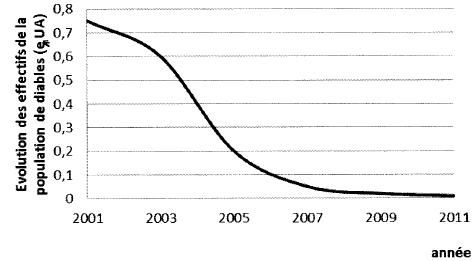 Evolution des effectifs de la
population de diables (en UA)
0,8
0,7
0,6
0,5
0,4
0,3
0,2
0,1
0
2001 2003 2005 2007 2009 2011
année